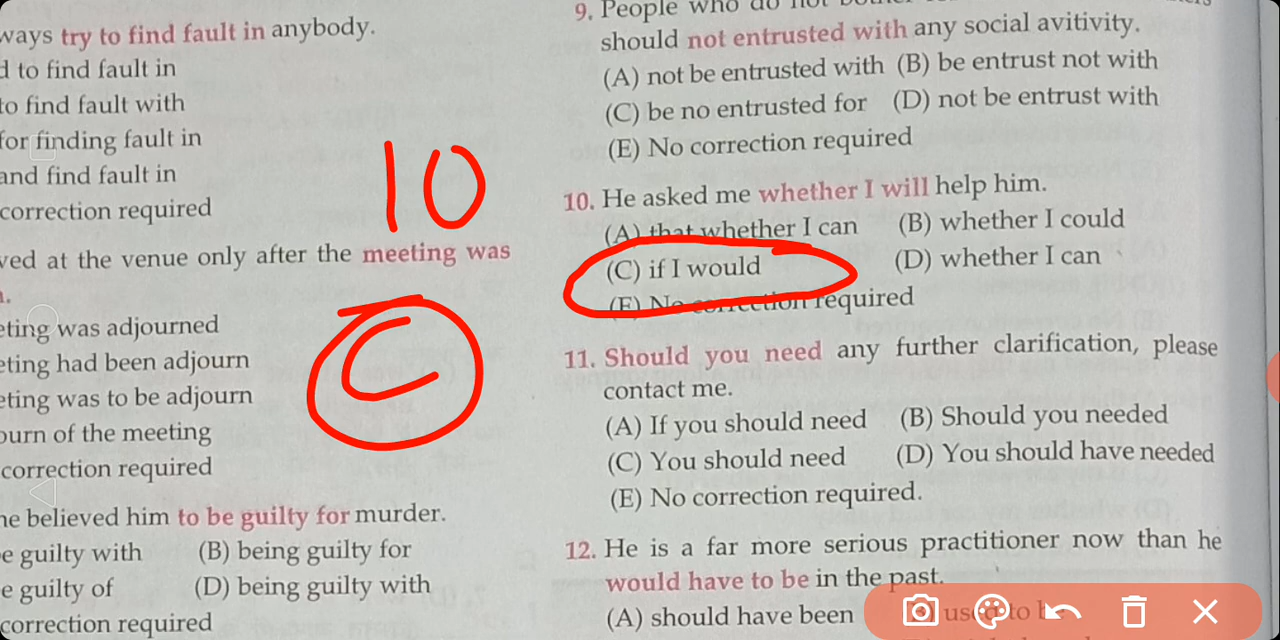 ways try to find fault in anybody.
d to find fault in
to find fault with
for finding fault in
and find fault in
correction required
ved at the venue only after the meeting was
eting was adjourned
eting had been adjourn
eting was to be adjourn
ourn of the meeting
correction required
he believed him to be guilty for murder.
e guilty with (B) being guilty for
e guilty of (D) being guilty with
correction required
10
C
9. People who do not
should not entrusted with any social avitivity.
(A) not be entrusted with (B) be entrust not with
(C) be no entrusted for (D) not be entrust with
(E) No correction required
10. He asked me whether I will help him.
(A) that whether I can (B) whether I could
(C) if I would (D) whether I can
(E) No correction required
11. Should you need any further clarification, please
contact me.
(A) If you should need (B) Should you needed
(C) You should need (D) You should have needed
(E) No correction required.
12. He is a far more serious practitioner now than he
would have to be in the past.
(A) should have been used to